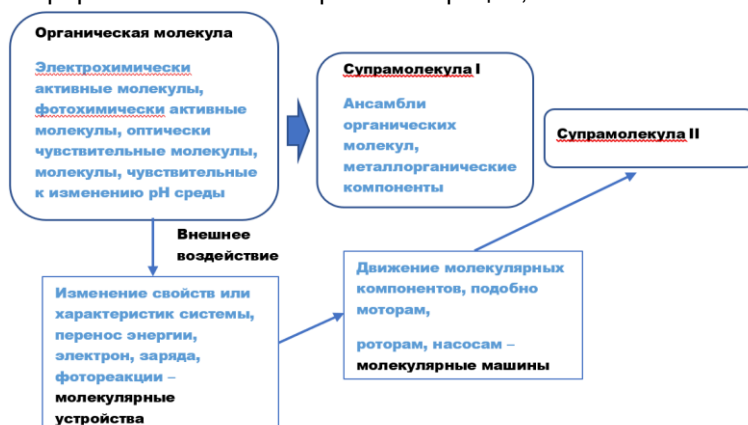 Органическая молекула
Электрохимически
активные молекулы,
фотохимически активные
молекулы, оптически
чувствительные молекулы,
молекулы, чувствительные
к изменению pH среды
Супрамолекула I
Ансамбли
органических
молекул,
металлорганические
компоненты
Супрамолекула II
Внешнее
воздействие
Изменение свойств или
характеристик системы,
перенос энергии,
электрон, заряда,
фотореакции –
молекулярные
устройства
Движение молекулярных
компонентов, подобно
моторам,
роторам, насосам –
молекулярные машины